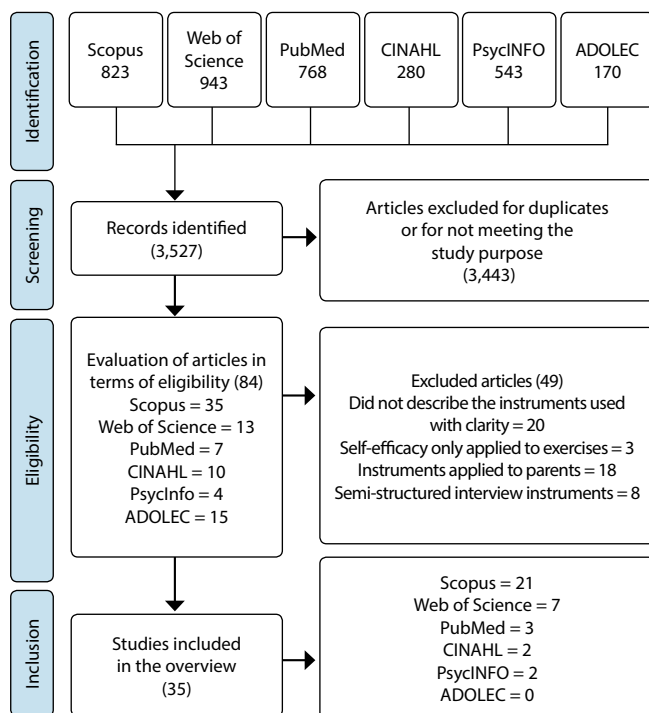 Identification
Scopus
823
Web of
Science
943
PubMed
768
CINAHL
280
PsycINFO
543
ADOLEC
170
Screening
Records identified
(3,527)
Articles excluded for duplicates
or for not meeting the
study purpose
(3,443)
Eligibility
Evaluation of articles in
terms of eligibility (84)
Scopus = 35
Web of Science = 13
PubMed = 7
CINAHL = 10
PsycInfo = 4
ADOLEC = 15
Excluded articles (49)
Did not describe the instruments used
with clarity = 20
Self-efficacy only applied to exercises = 3
Instruments applied to parents = 18
Semi-structured interview instruments = 8
Inclusion
Studies included
in the overview
(35)
Scopus = 21
Web of Science = 7
PubMed = 3
CINAHL = 2
PsycINFO = 2
ADOLEC = 0